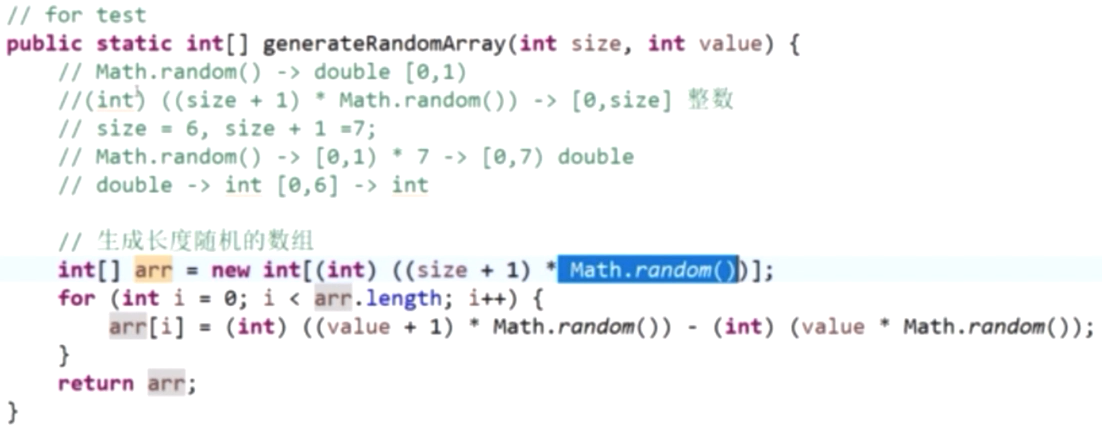 // for test
public static int[] generateRandomArray(int size, int value) {
// Math.random() -> double [0,1)
//(int) ((size + 1) * Math.random()) -> [0,size] 整数
// size = 6, size + 1 =7;
// Math.random() -> [0,1) * 7 -> [0,7) double
// double -> int [0,6] -> int
// 生成长度随机的数组
int[] arr = new int[(int) ((size + 1) * Math.random())];
for (int i = 0; i < arr.length; i++) {
arr[i] = (int) ((value + 1) * Math.random()) - (int) (value * Math.random());
}
return arr;
}